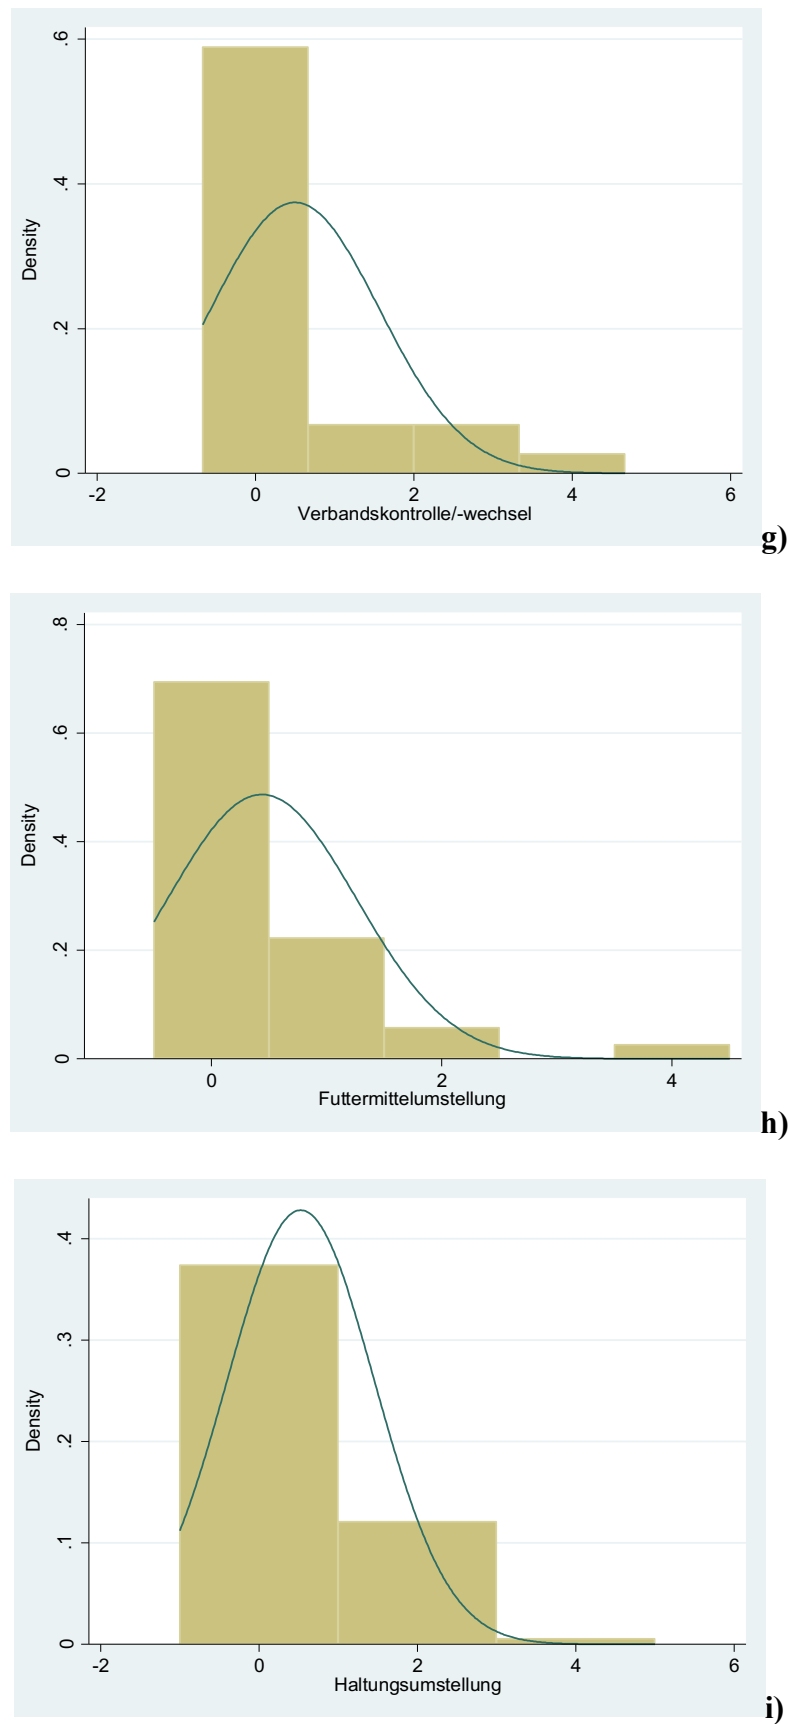 .6
.4
.2
0
Density
-2 0 2 4 6
Verbandskontrolle/-wechsel
g)
.8
.6
.4
.2
0
Density
0 2 4
Futtermittelumstellung
h)
.4
.3
.2
.1
0
Density
-2 0 2 4 6
Haltungsumstellung
i)